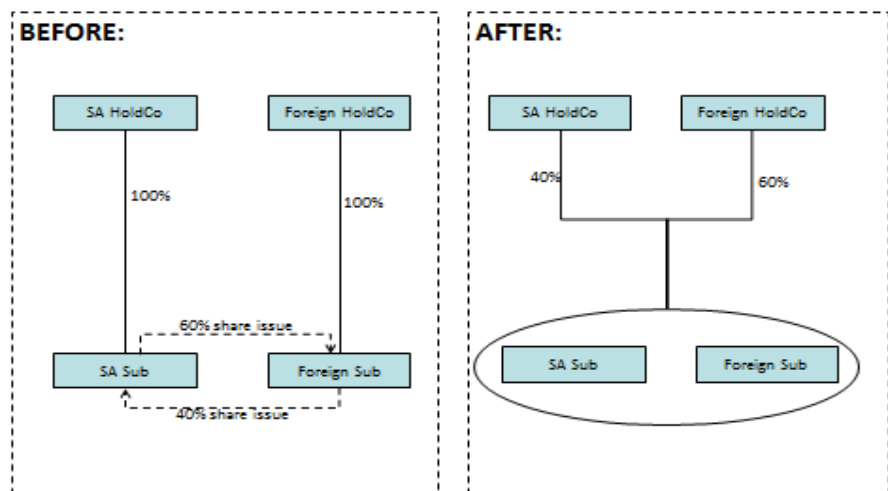 BEFORE:
SA HoldCo
Foreign HoldCo
100%
100%
60% share issue
SA Sub
Foreign Sub
40% share issue
AFTER:
SA HoldCo
Foreign HoldCo
40%
60%
SA Sub
Foreign Sub